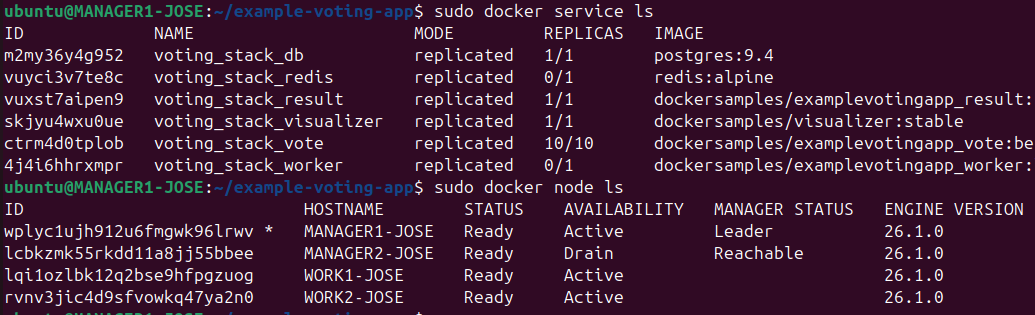 ubuntu@MANAGER1-JOSE:~/example-voting-app$ sudo docker service ls
ID NAME MODE REPLICAS IMAGE
m2my36y4g952 voting_stack_db replicated 1/1 postgres:9.4
vuyci3v7te8c voting_stack_redis replicated 0/1 redis:alpine
vuxst7aipen9 voting_stack_result replicated 1/1 dockersamples/examplevotingapp_result:
skjyu4wxu0ue voting_stack_visualizer replicated 1/1 dockersamples/visualizer:stable
ctrm4d0tplob voting_stack_vote replicated 10/10 dockersamples/examplevotingapp_vote:be
4j4i6hhrxmpr voting_stack_worker replicated 0/1 dockersamples/examplevotingapp_worker:
ubuntu@MANAGER1-JOSE:~/example-voting-app$ sudo docker node ls
ID HOSTNAME STATUS AVAILABILITY MANAGER STATUS ENGINE VERSION
wplyc1ujh912u6fmgwk96lrwv * MANAGER1-JOSE Ready Active Leader 26.1.0
lcbkzmk55rkdd11a8jj55bbee MANAGER2-JOSE Ready Drain Reachable 26.1.0
lqi1ozlbk12q2bse9hfpgzuog WORK1-JOSE Ready Active 26.1.0
rvnv3jic4d9sfvowkq47ya2n0 WORK2-JOSE Ready Active 26.1.0